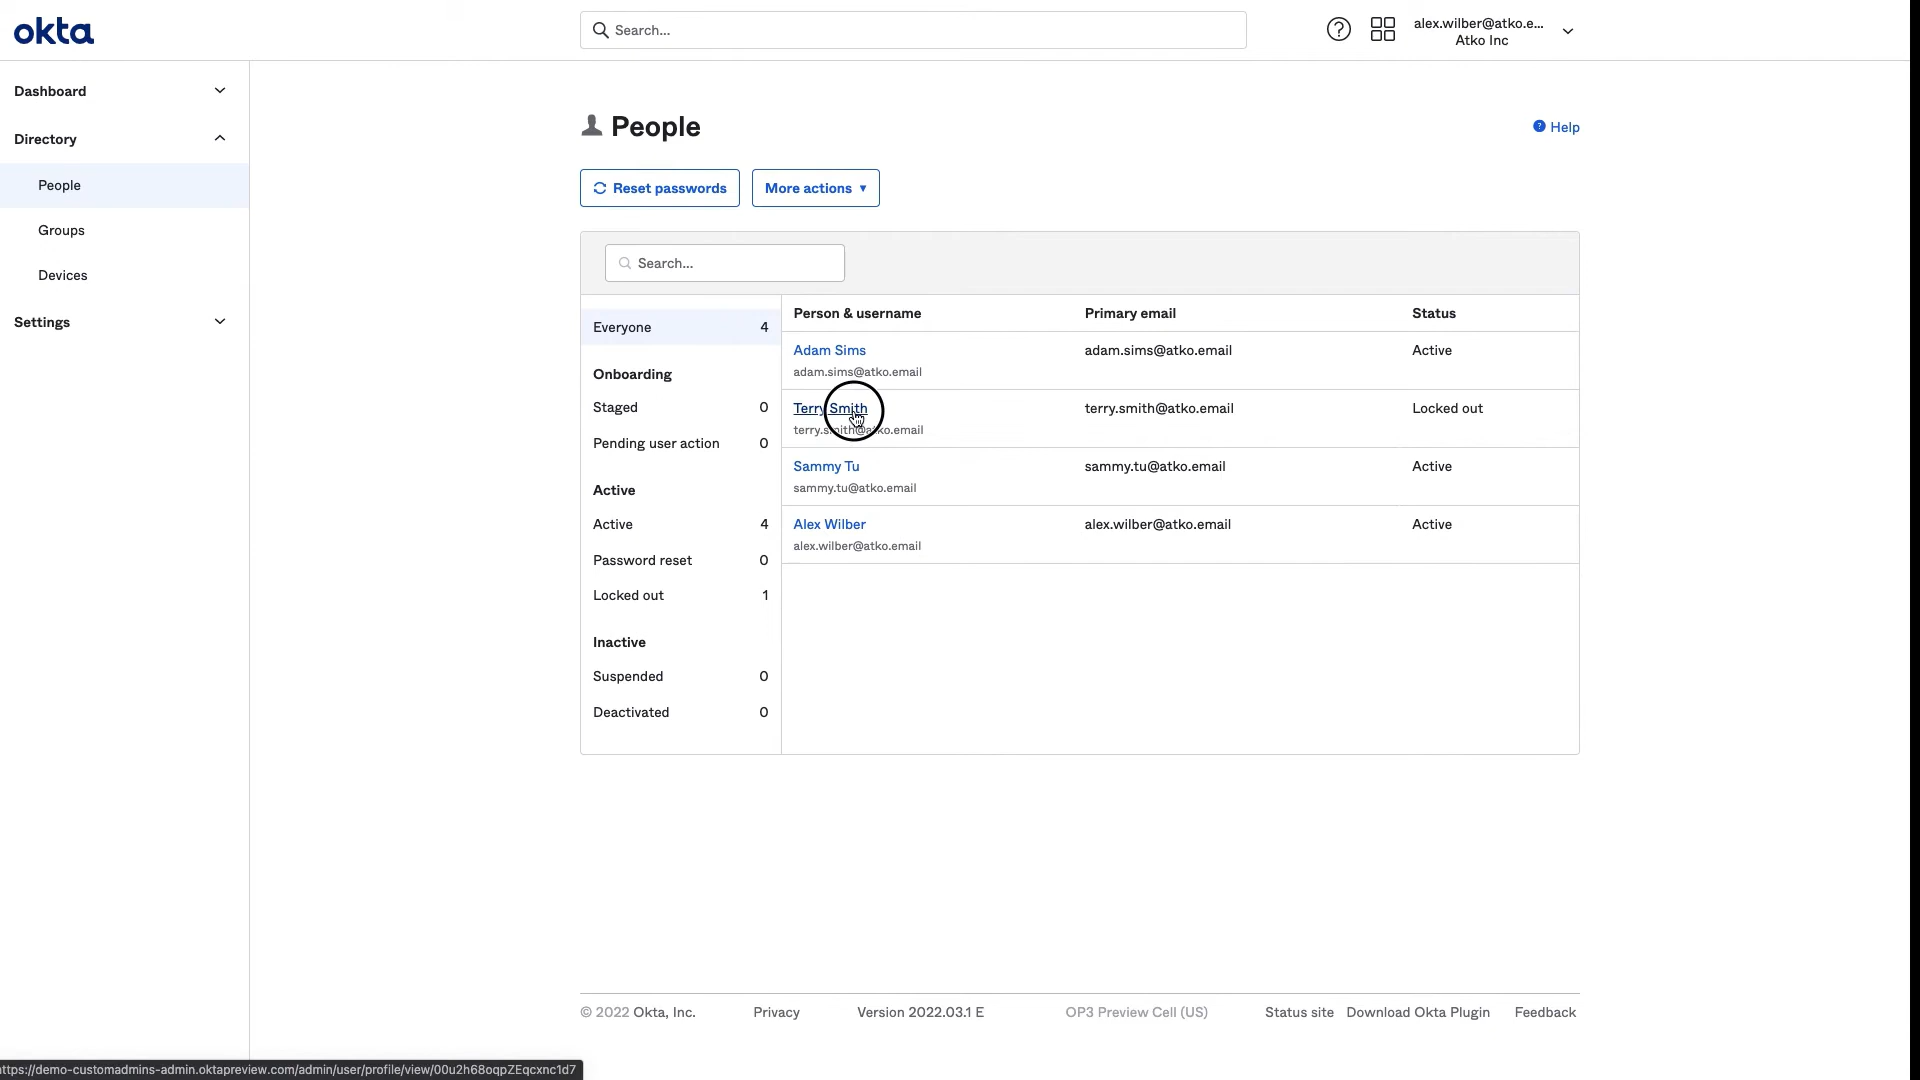 okta
Search...
?
alex.wilber@atko.e...
Atko Inc
Dashboard
Directory
People
Groups
Devices
Settings
People
Help
Reset passwords
More actions
Search...
Everyone 4
Onboarding
Staged 0
Pending user action 0
Active
Active 4
Password reset 0
Locked out 1
Inactive
Suspended 0
Deactivated 0
Person & username Primary email Status
Adam Sims adam.sims@atko.email Active
adam.sims@atko.email
Terry Smith terry.smith@atko.email Locked out
terry.smith@atko.email
Sammy Tu sammy.tu@atko.email Active
sammy.tu@atko.email
Alex Wilber alex.wilber@atko.email Active
alex.wilber@atko.email
© 2022 Okta, Inc. Privacy Version 2022.03.1 E OP3 Preview Cell (US) Status site Download Okta Plugin Feedback
ttps://demo-customadmins-admin.oktapreview.com/admin/user/profile/view/00u2h68oqpZEqcxnc1d7